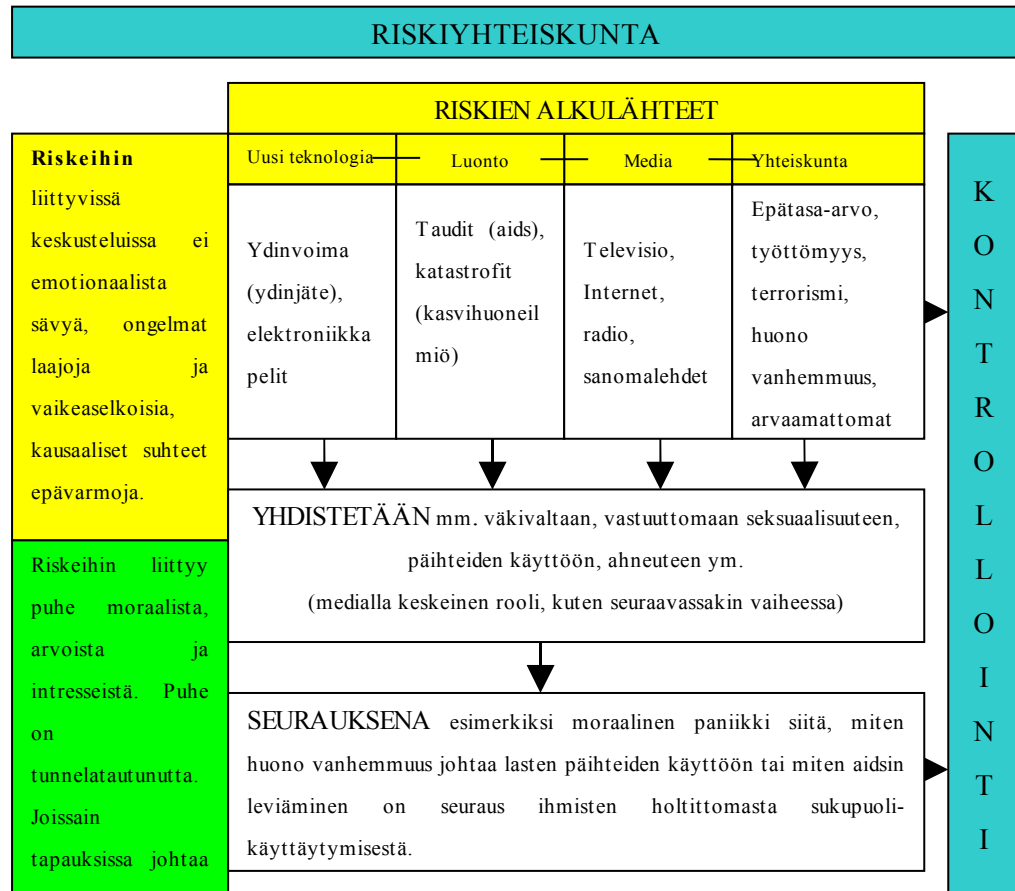 RISKIYHTEISKUNTA
RISKIEN ALKULÄHTEET
Uusi teknologia
Luonto
Media
Yhteiskunta
Riskeihin
liittyvissä
keskusteluissa ei
emotionaalista
sävyä, ongelmat
laajoja ja
vaikeaselkoisia,
kausaaliset suhteet
epävarmoja.
Ydinvoima
(ydinjäte),
elektroniikka
pelit
Taudit (aids),
katastrofit
(kasvihuoneil
miö)
Televisio,
Internet,
radio,
sanomalehdet
Epätasa-arvo,
työttömyys,
terrorismi,
huono
vanhemmuus,
arvaamattomat
YHDISTETÄÄN mm. väkivaltaan, vastuuttomaan seksuaalisuuteen,
päihteiden käyttöön, ahneuteen ym.
(medialla keskeinen rooli, kuten seuraavassakin vaiheessa)
Riskeihin liittyy
puhe moraalista,
arvoista ja
intresseistä. Puhe
on
tunnelatautunutta.
Joissain
tapauksissa johtaa
SEURAUKSENA esimerkiksi moraalinen paniikki siitä, miten
huono vanhemmuus johtaa lasten päihteiden käyttöön tai miten aidsin
leviäminen on seuraus ihmisten holtittomasta sukupuoli-
käyttäytymisestä.
K
O
N
T
R
O
L
L
O
I
N
T
I